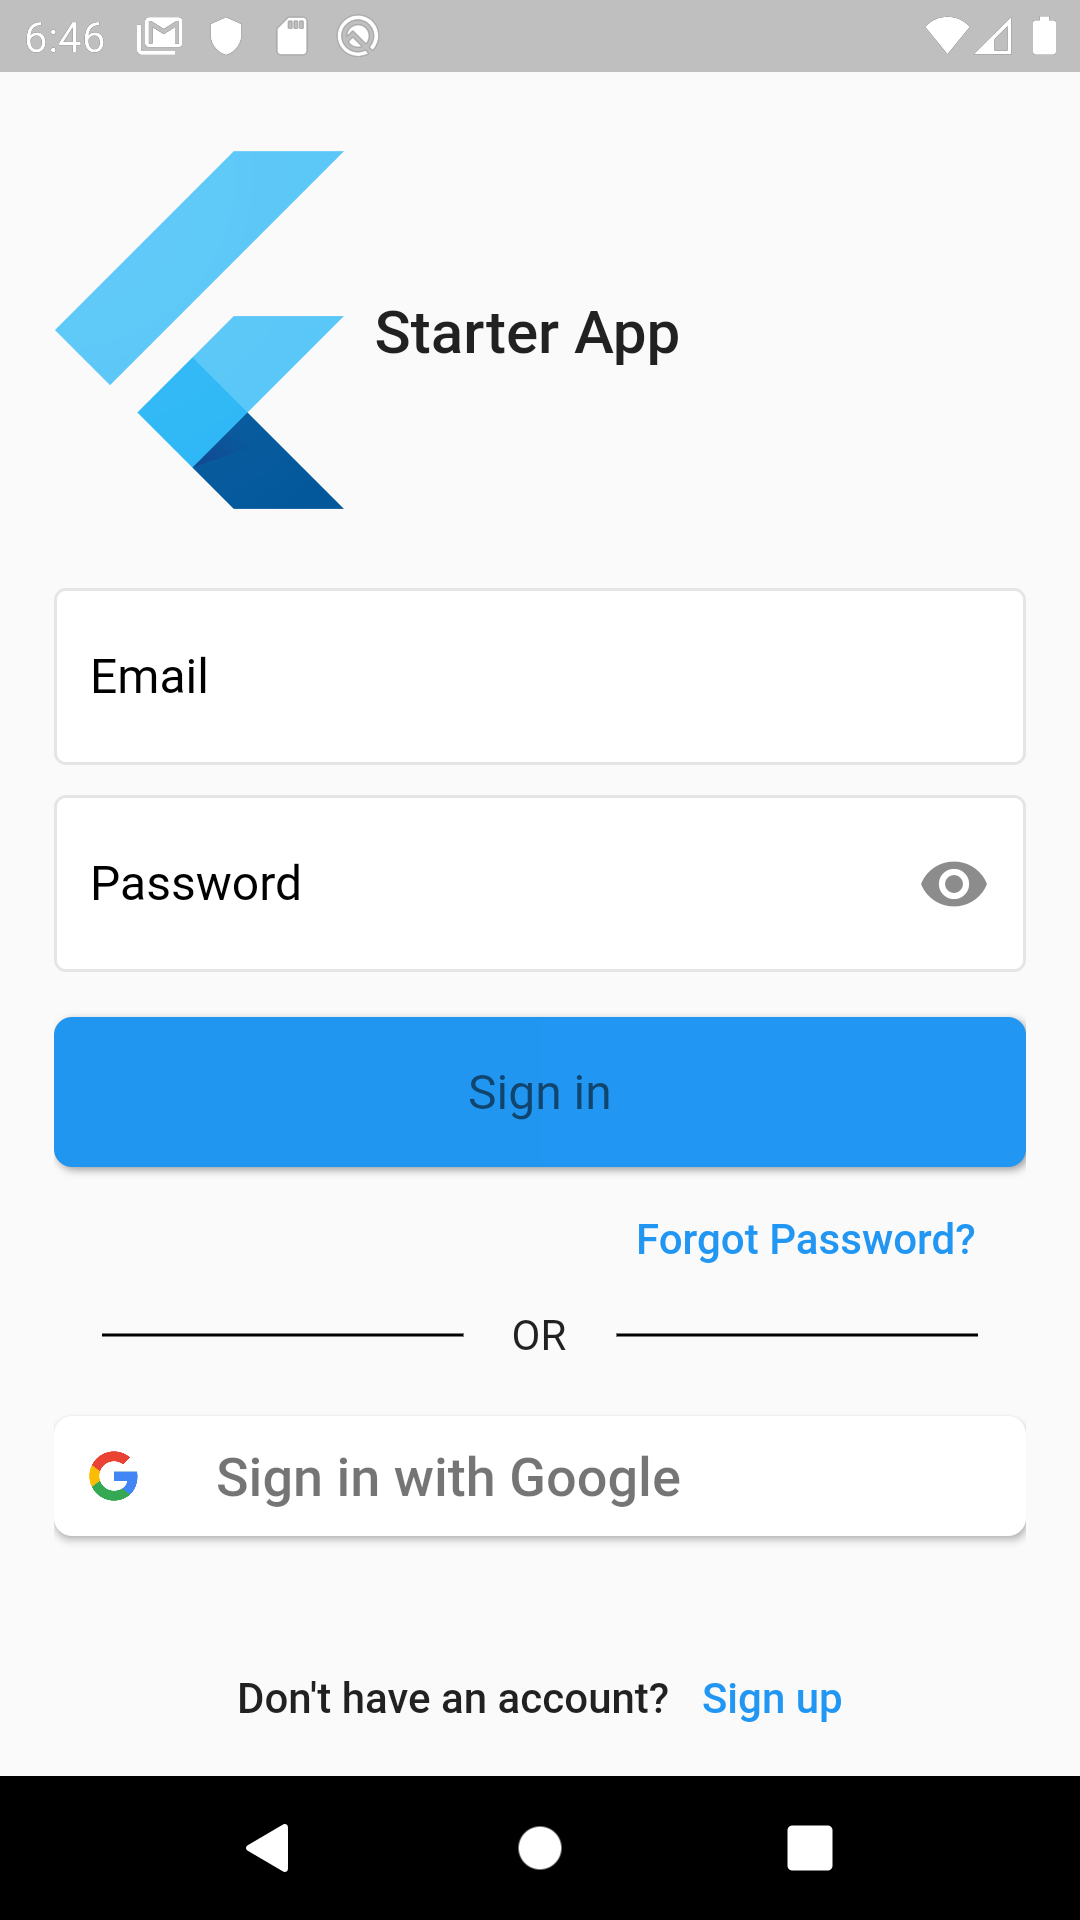 6:46
Starter App
Email
Password
Sign in
Forgot Password?
OR
Sign in with Google
Don't have an account? Sign up